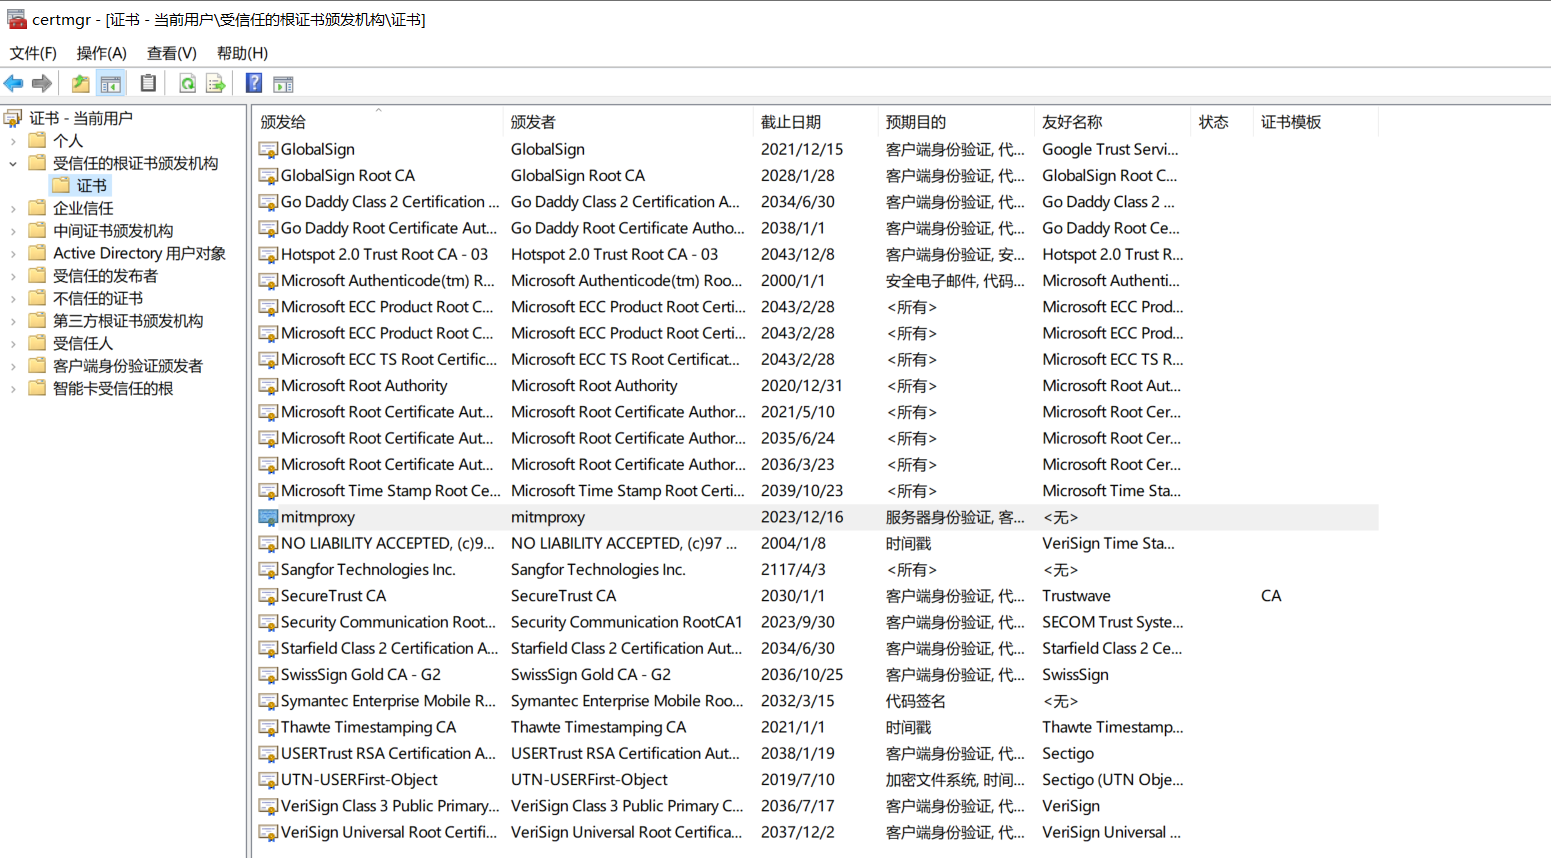 certmgr - [证书 - 当前用户\受信任的根证书颁发机构\证书]
文件(F) 操作(A) 查看(V) 帮助(H)
证书 - 当前用户
个人
受信任的根证书颁发机构
证书
企业信任
中间证书颁发机构
Active Directory 用户对象
受信任的发布者
不信任的证书
第三方根证书颁发机构
受信任人
客户端身份验证颁发者
智能卡受信任的根
颁发给 颁发者 截止日期 预期目的 友好名称 状态 证书模板
GlobalSign GlobalSign 2021/12/15 客户端身份验证, 代... Google Trust Servi...
GlobalSign Root CA GlobalSign Root CA 2028/1/28 客户端身份验证, 代... GlobalSign Root C...
Go Daddy Class 2 Certification ... Go Daddy Class 2 Certification A... 2034/6/30 客户端身份验证, 代... Go Daddy Class 2 ...
Go Daddy Root Certificate Aut... Go Daddy Root Certificate Autho... 2038/1/1 客户端身份验证, 代... Go Daddy Root Ce...
Hotspot 2.0 Trust Root CA - 03 Hotspot 2.0 Trust Root CA - 03 2043/12/8 客户端身份验证, 安... Hotspot 2.0 Trust R...
Microsoft Authenticode(tm) R... Microsoft Authenticode(tm) Roo... 2000/1/1 安全电子邮件, 代码... Microsoft Authenti...
Microsoft ECC Product Root C... Microsoft ECC Product Root Certi... 2043/2/28 <所有> Microsoft ECC Prod...
Microsoft ECC Product Root C... Microsoft ECC Product Root Certi... 2043/2/28 <所有> Microsoft ECC Prod...
Microsoft ECC TS Root Certific... Microsoft ECC TS Root Certificat... 2043/2/28 <所有> Microsoft ECC TS R...
Microsoft Root Authority Microsoft Root Authority 2020/12/31 <所有> Microsoft Root Aut...
Microsoft Root Certificate Aut... Microsoft Root Certificate Author... 2021/5/10 <所有> Microsoft Root Cer...
Microsoft Root Certificate Aut... Microsoft Root Certificate Author... 2035/6/24 <所有> Microsoft Root Cer...
Microsoft Root Certificate Aut... Microsoft Root Certificate Author... 2036/3/23 <所有> Microsoft Root Cer...
Microsoft Time Stamp Root Ce... Microsoft Time Stamp Root Certi... 2039/10/23 <所有> Microsoft Time Sta...
mitmproxy mitmproxy 2023/12/16 服务器身份验证, 客... <无>
NO LIABILITY ACCEPTED, (c)9... NO LIABILITY ACCEPTED, (c)97 ... 2004/1/8 时间戳 VeriSign Time Sta...
Sangfor Technologies Inc. Sangfor Technologies Inc. 2117/4/3 <所有> <无>
SecureTrust CA SecureTrust CA 2030/1/1 客户端身份验证, 代... Trustwave CA
Security Communication Root... Security Communication RootCA1 2023/9/30 客户端身份验证, 代... SECOM Trust Syste...
Starfield Class 2 Certification A... Starfield Class 2 Certification Aut... 2034/6/30 客户端身份验证, 代... Starfield Class 2 Ce...
SwissSign Gold CA - G2 SwissSign Gold CA - G2 2036/10/25 客户端身份验证, 代... SwissSign
Symantec Enterprise Mobile R... Symantec Enterprise Mobile Roo... 2032/3/15 代码签名 <无>
Thawte Timestamping CA Thawte Timestamping CA 2021/1/1 时间戳 Thawte Timestamp...
USERTrust RSA Certification A... USERTrust RSA Certification Aut... 2038/1/19 客户端身份验证, 代... Sectigo
UTN-USERFirst-Object UTN-USERFirst-Object 2019/7/10 加密文件系统, 时间... Sectigo (UTN Obje...
VeriSign Class 3 Public Primary... VeriSign Class 3 Public Primary C... 2036/7/17 客户端身份验证, 代... VeriSign
VeriSign Universal Root Certifi... VeriSign Universal Root Certifica... 2037/12/2 客户端身份验证, 代... VeriSign Universal ...